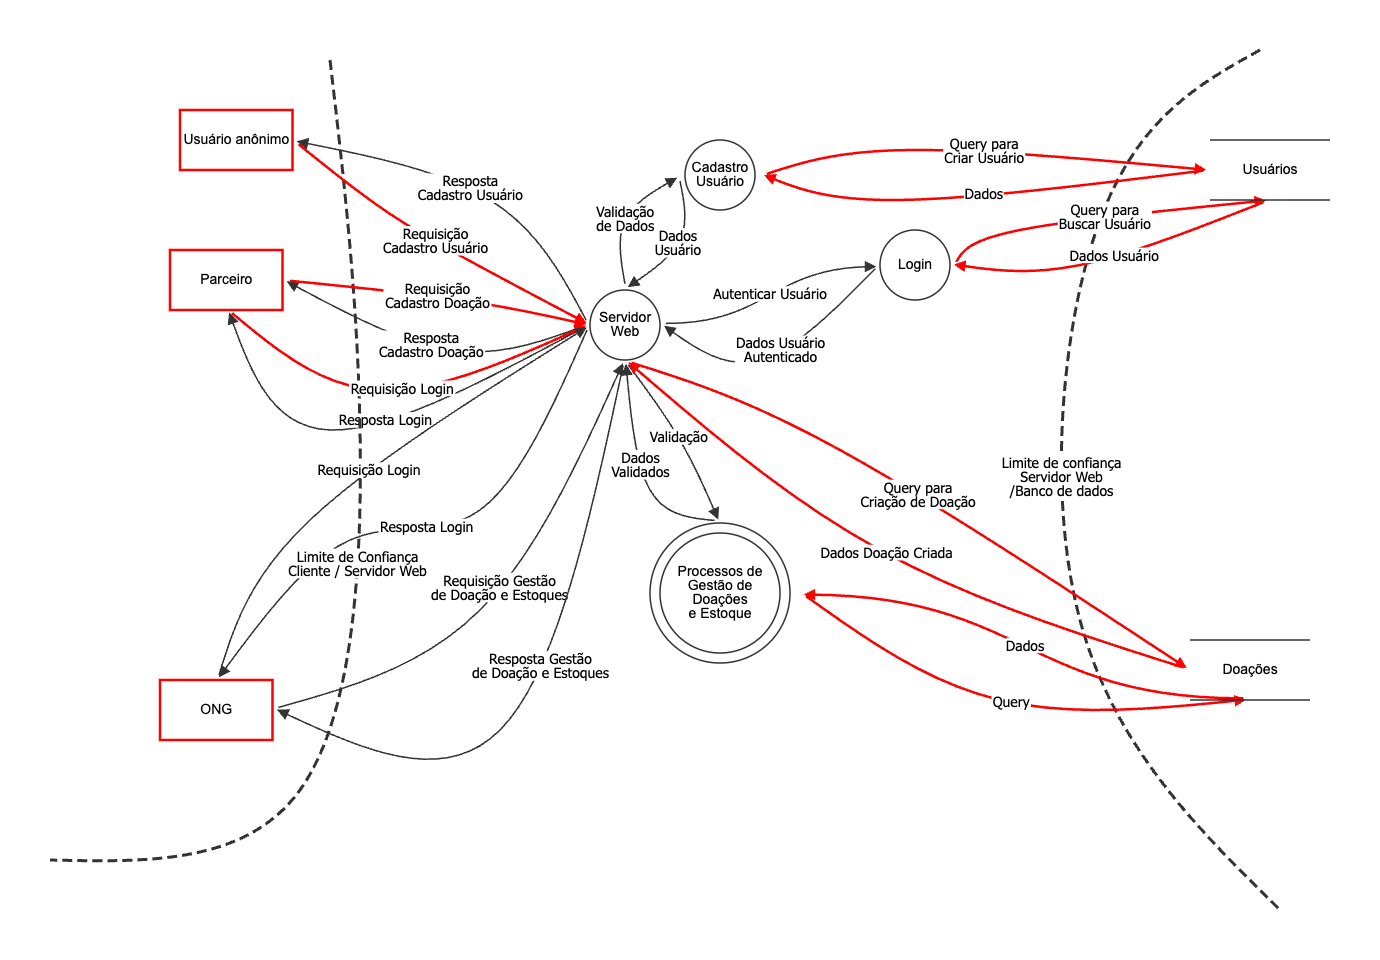 Usuário anônimo
Resposta
Cadastro Usuário
Requisição
Cadastro Usuário
Parceiro
Requisição
Cadastro Doação
Resposta
Cadastro Doação
Requisição Login
Resposta Login
Requisição Login
Resposta Login
Limite de Confiança
Cliente / Servidor Web
Requisição Gestão
de Doação e Estoques
Resposta Gestão
de Doação e Estoques
ONG
Servidor
Web
Validação
de Dados
Dados
Usuário
Cadastro
Usuário
Query para
Criar Usuário
Dados
Usuários
Query para
Buscar Usuário
Dados Usuário
Login
Autenticar Usuário
Dados Usuário
Autenticado
Validação
Dados
Validados
Query para
Criação de Doação
Dados Doação Criada
Limite de confiança
Servidor Web
/Banco de dados
Processos de
Gestão de
Doações
e Estoque
Dados
Query
Doações